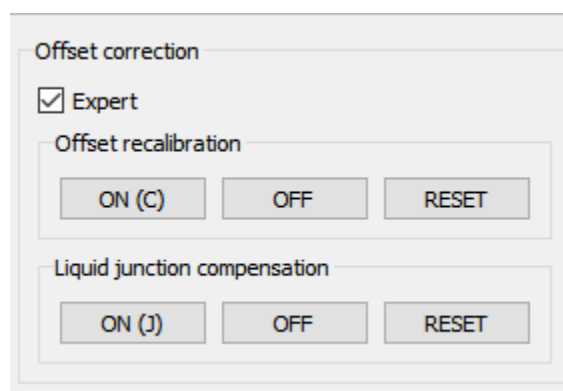 Offset correction
Expert
Offset recalibration
ON (C) OFF RESET
Liquid junction compensation
ON (J) OFF RESET